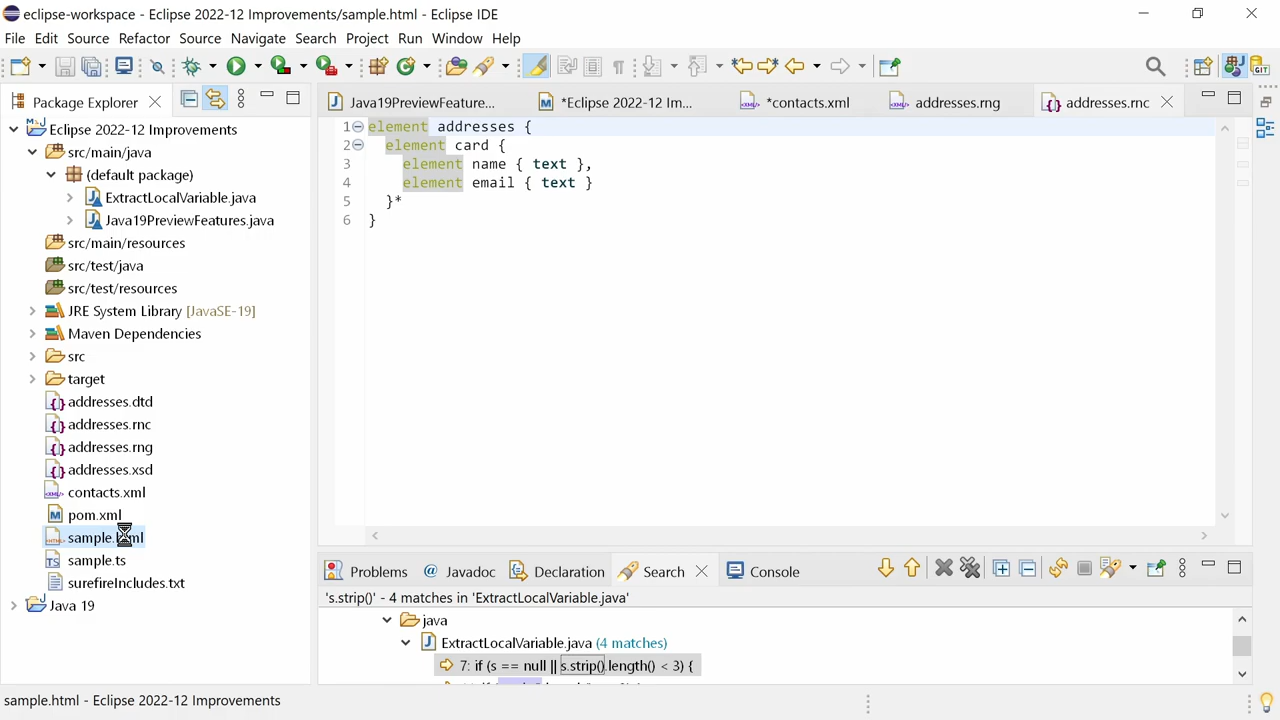 eclipse-workspace - Eclipse 2022-12 Improvements/sample.html - Eclipse IDE
File Edit Source Refactor Source Navigate Search Project Run Window Help
Package Explorer
Java19PreviewFeature...
*Eclipse 2022-12 Im...
*contacts.xml
addresses.rng
addresses.rnc
Eclipse 2022-12 Improvements
src/main/java
(default package)
ExtractLocalVariable.java
Java19PreviewFeatures.java
src/main/resources
src/test/java
src/test/resources
JRE System Library [JavaSE-19]
Maven Dependencies
src
target
addresses.dtd
addresses.rnc
addresses.rng
addresses.xsd
contacts.xml
pom.xml
sample.html
sample.ts
surefireIncludes.txt
Java 19
1 element addresses {
2 element card {
3 element name { text },
4 element email { text }
5 }*
6 }
Problems
Javadoc
Declaration
Search
Console
's.strip()' - 4 matches in 'ExtractLocalVariable.java'
java
ExtractLocalVariable.java (4 matches)
7: if (s == null || s.strip().length() < 3) {
sample.html - Eclipse 2022-12 Improvements